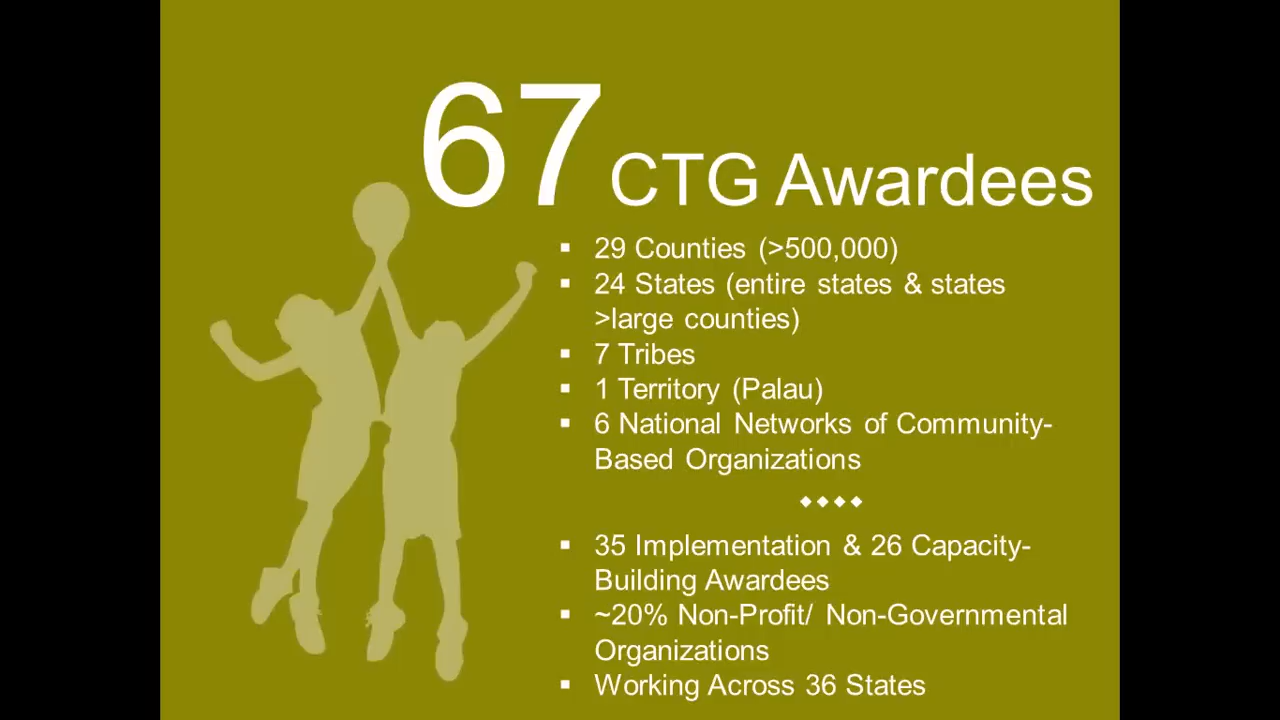 67 CTG Awardees
▪ 29 Counties (>500,000)
▪ 24 States (entire states & states
>large counties)
▪ 7 Tribes
▪ 1 Territory (Palau)
▪ 6 National Networks of Community-
Based Organizations
◆◆◆◆
▪ 35 Implementation & 26 Capacity-
Building Awardees
▪ ~20% Non-Profit/ Non-Governmental
Organizations
▪ Working Across 36 States